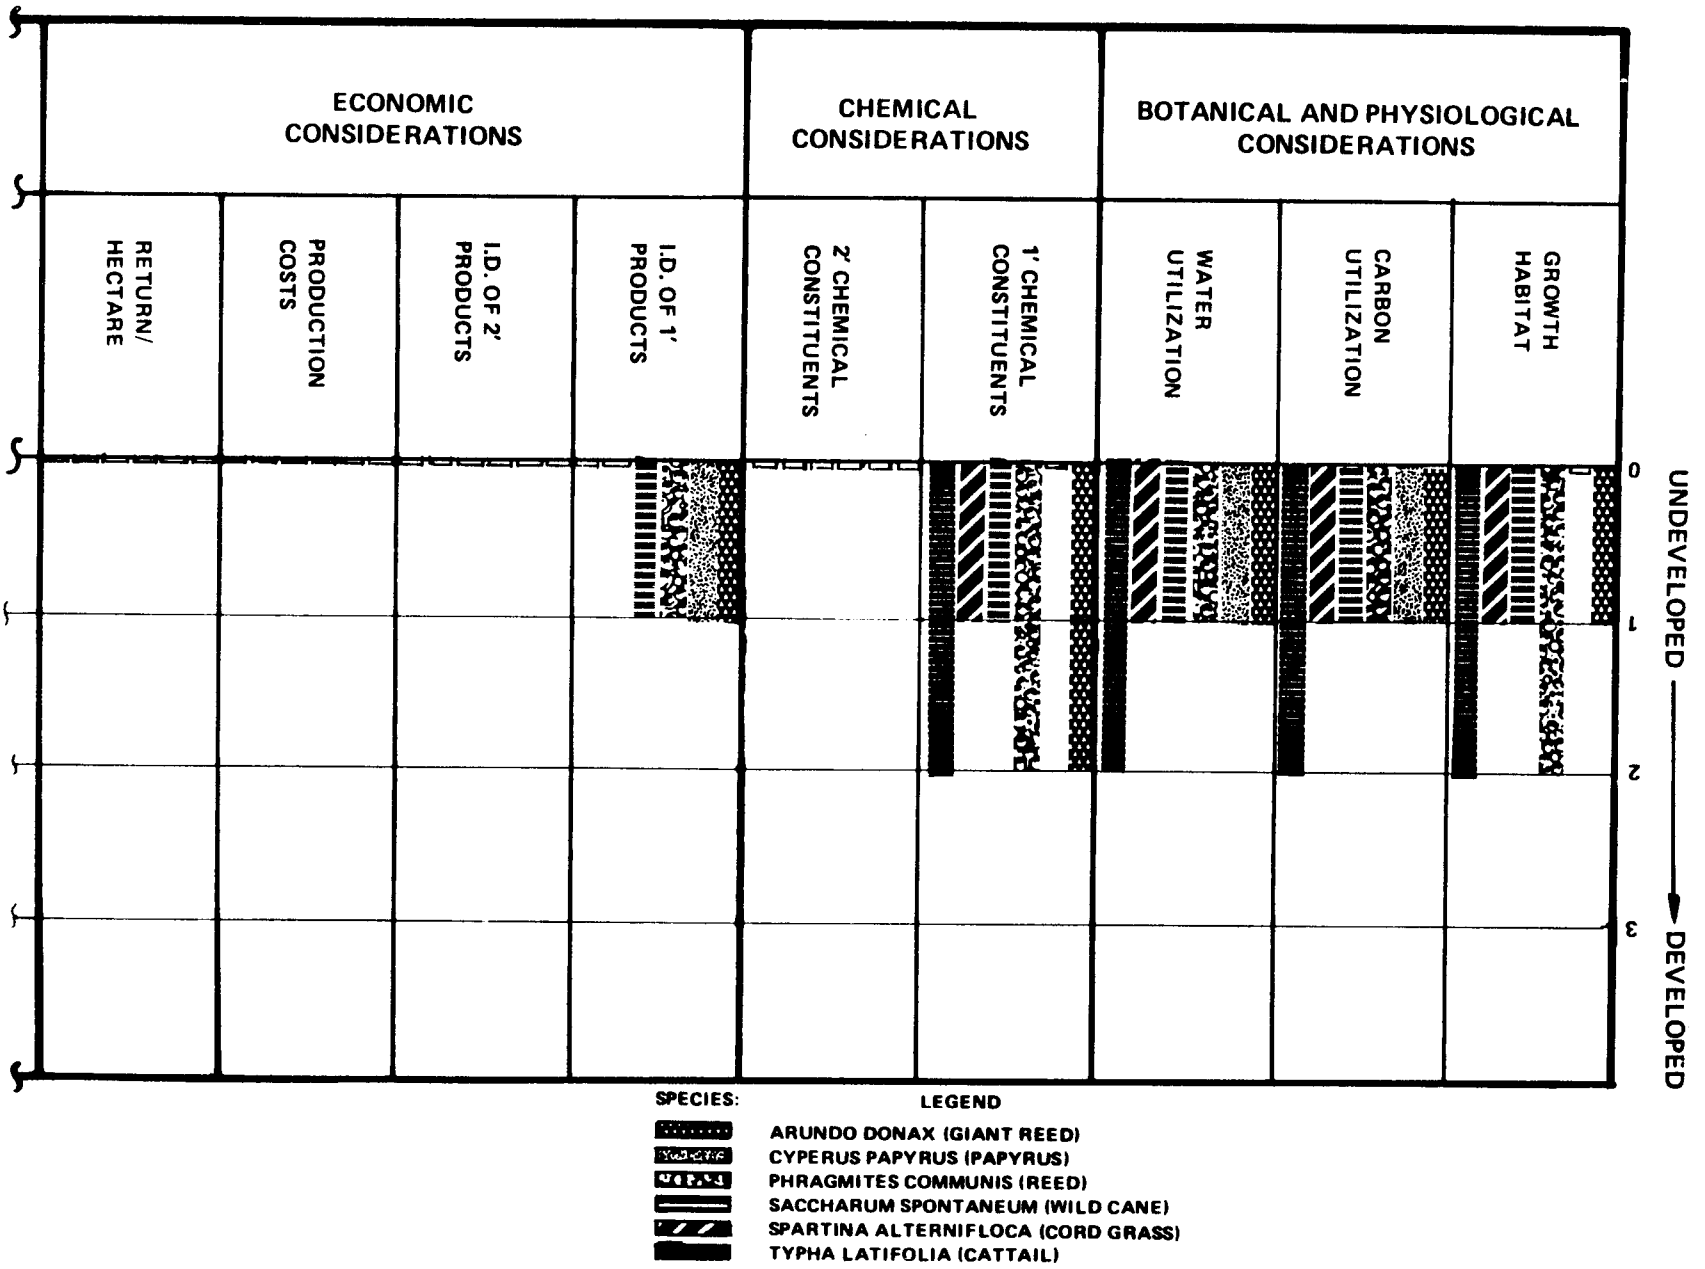 ECONOMIC
CONSIDERATIONS
CHEMICAL
CONSIDERATIONS
BOTANICAL AND PHYSIOLOGICAL
CONSIDERATIONS
RETURN/
HECTARE
PRODUCTION
COSTS
I.D. OF 2'
PRODUCTS
I.D. OF 1'
PRODUCTS
2' CHEMICAL
CONSTITUENTS
1' CHEMICAL
CONSTITUENTS
WATER
UTILIZATION
CARBON
UTILIZATION
GROWTH
HABITAT
0
1
2
3
UNDEVELOPED
DEVELOPED
SPECIES:
LEGEND
ARUNDO DONAX (GIANT REED)
CYPERUS PAPYRUS (PAPYRUS)
PHRAGMITES COMMUNIS (REED)
SACCHARUM SPONTANEUM (WILD CANE)
SPARTINA ALTERNIFLOCA (CORD GRASS)
TYPHA LATIFOLIA (CATTAIL)